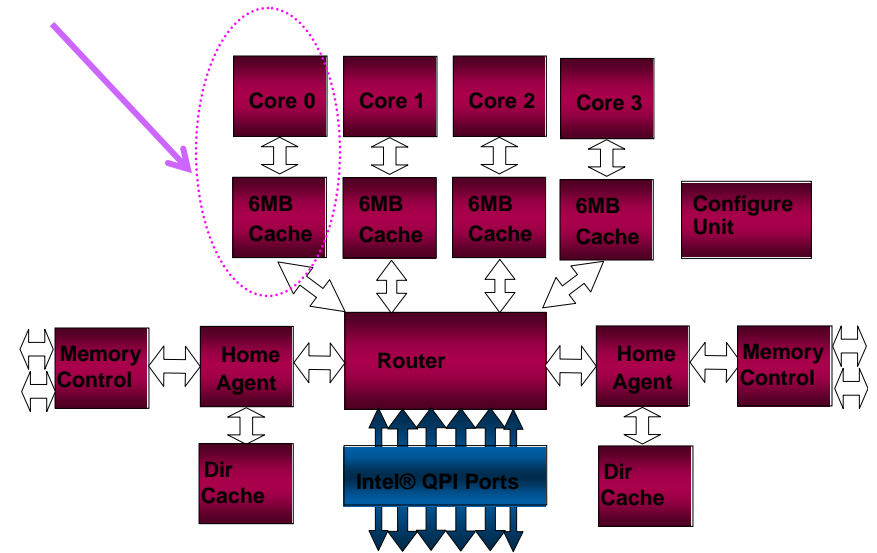 Core 0
Core 1
Core 2
Core 3
6MB
Cache
6MB
Cache
6MB
Cache
6MB
Cache
Configure
Unit
Memory
Control
Home
Agent
Router
Home
Agent
Memory
Control
Dir
Cache
Intel® QPI Ports
Dir
Cache